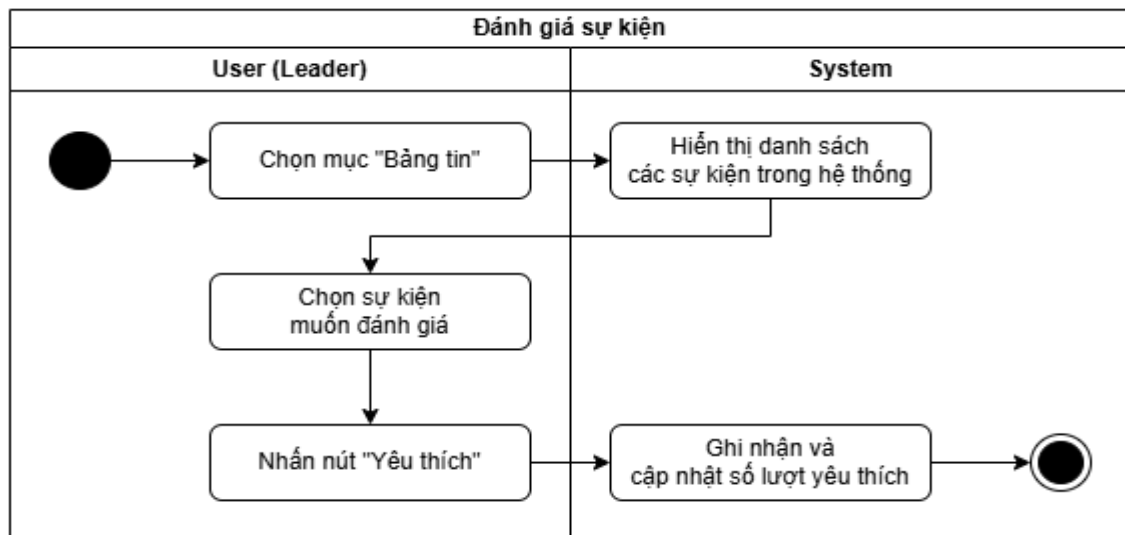 Đánh giá sự kiện
User (Leader)
System
Chọn mục "Bảng tin"
Hiển thị danh sách
các sự kiện trong hệ thống
Chọn sự kiện
muốn đánh giá
Nhấn nút "Yêu thích"
Ghi nhận và
cập nhật số lượt yêu thích